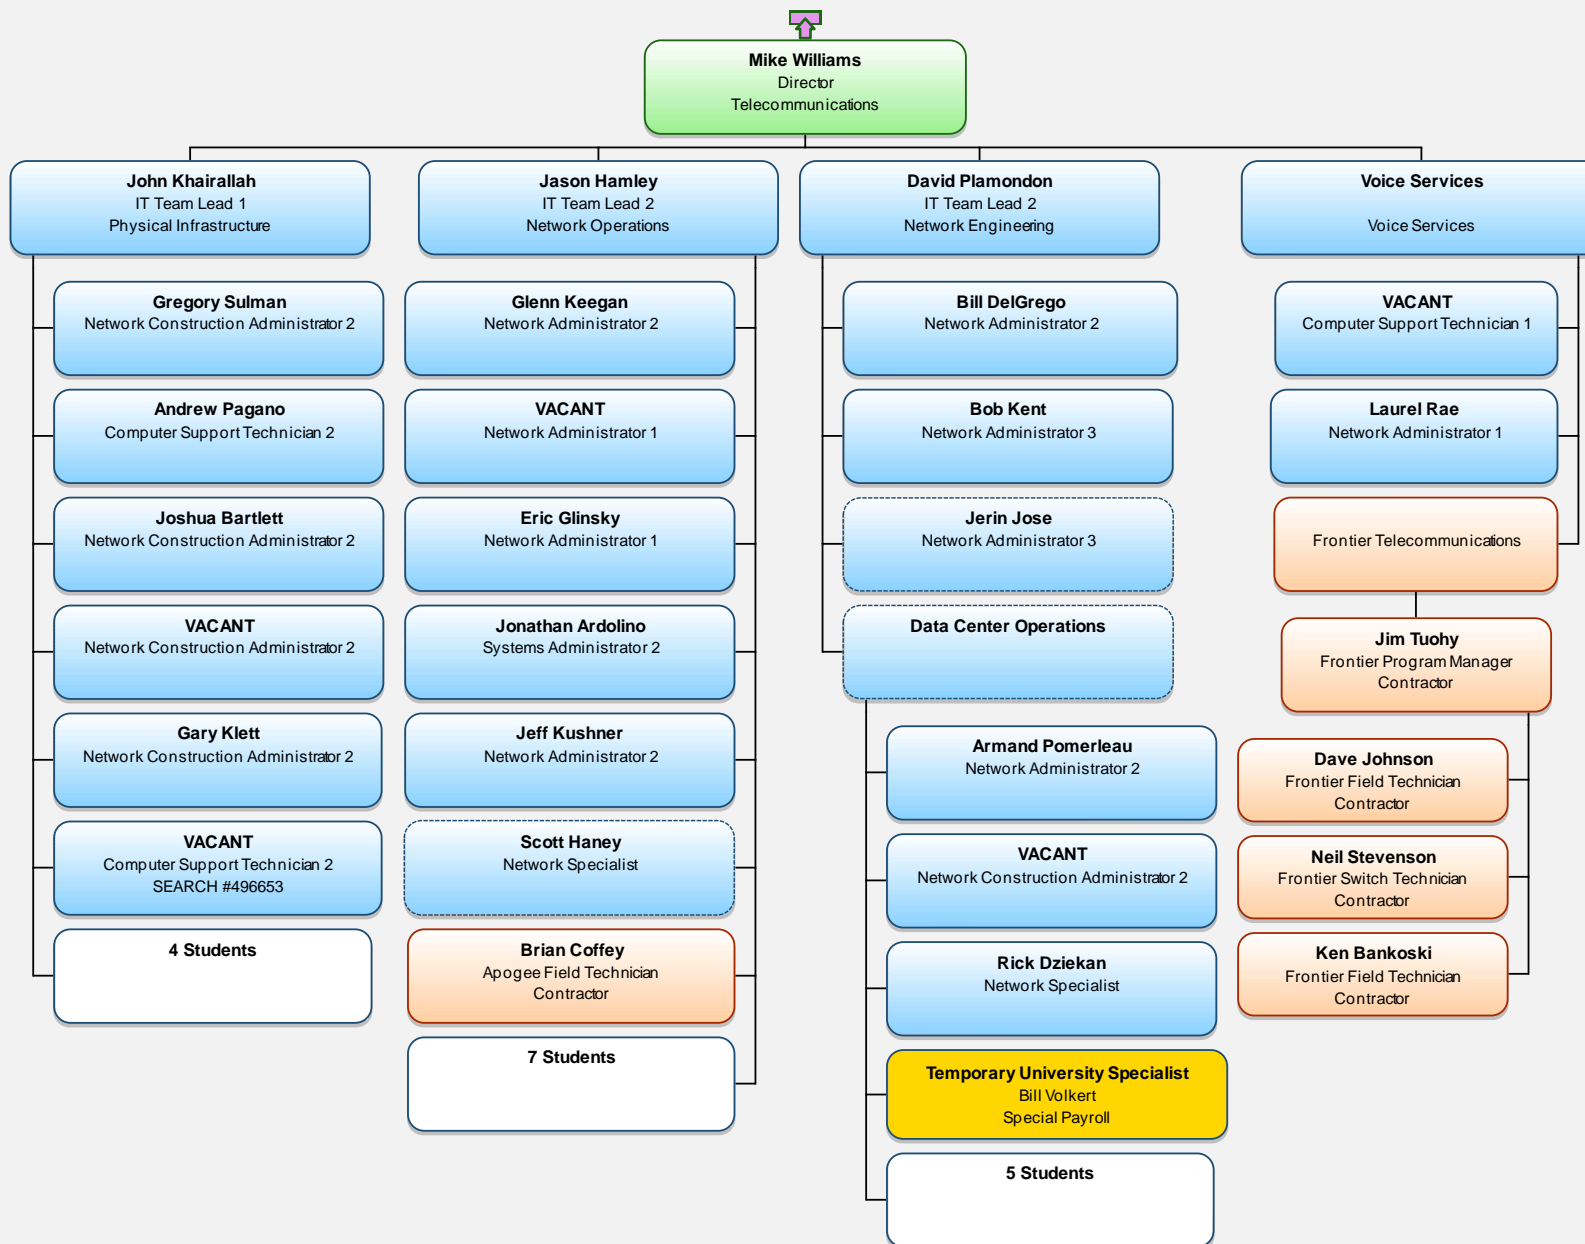 Mike Williams
Director
Telecommunications
John Khairallah
IT Team Lead 1
Physical Infrastructure
Gregory Sulman
Network Construction Administrator 2
Andrew Pagano
Computer Support Technician 2
Joshua Bartlett
Network Construction Administrator 2
VACANT
Network Construction Administrator 2
Gary Klett
Network Construction Administrator 2
VACANT
Computer Support Technician 2
SEARCH #496653
4 Students
Jason Hamley
IT Team Lead 2
Network Operations
Glenn Keegan
Network Administrator 2
VACANT
Network Administrator 1
Eric Glinsky
Network Administrator 1
Jonathan Ardolino
Systems Administrator 2
Jeff Kushner
Network Administrator 2
Scott Haney
Network Specialist
Brian Coffey
Apogee Field Technician
Contractor
7 Students
David Plamondon
IT Team Lead 2
Network Engineering
Bill DelGrego
Network Administrator 2
Bob Kent
Network Administrator 3
Jerin Jose
Network Administrator 3
Data Center Operations
Armand Pomerleau
Network Administrator 2
VACANT
Network Construction Administrator 2
Rick Dziekan
Network Specialist
Temporary University Specialist
Bill Volkert
Special Payroll
5 Students
Voice Services
Voice Services
VACANT
Computer Support Technician 1
Laurel Rae
Network Administrator 1
Frontier Telecommunications
Jim Tuohy
Frontier Program Manager
Contractor
Dave Johnson
Frontier Field Technician
Contractor
Neil Stevenson
Frontier Switch Technician
Contractor
Ken Bankoski
Frontier Field Technician
Contractor